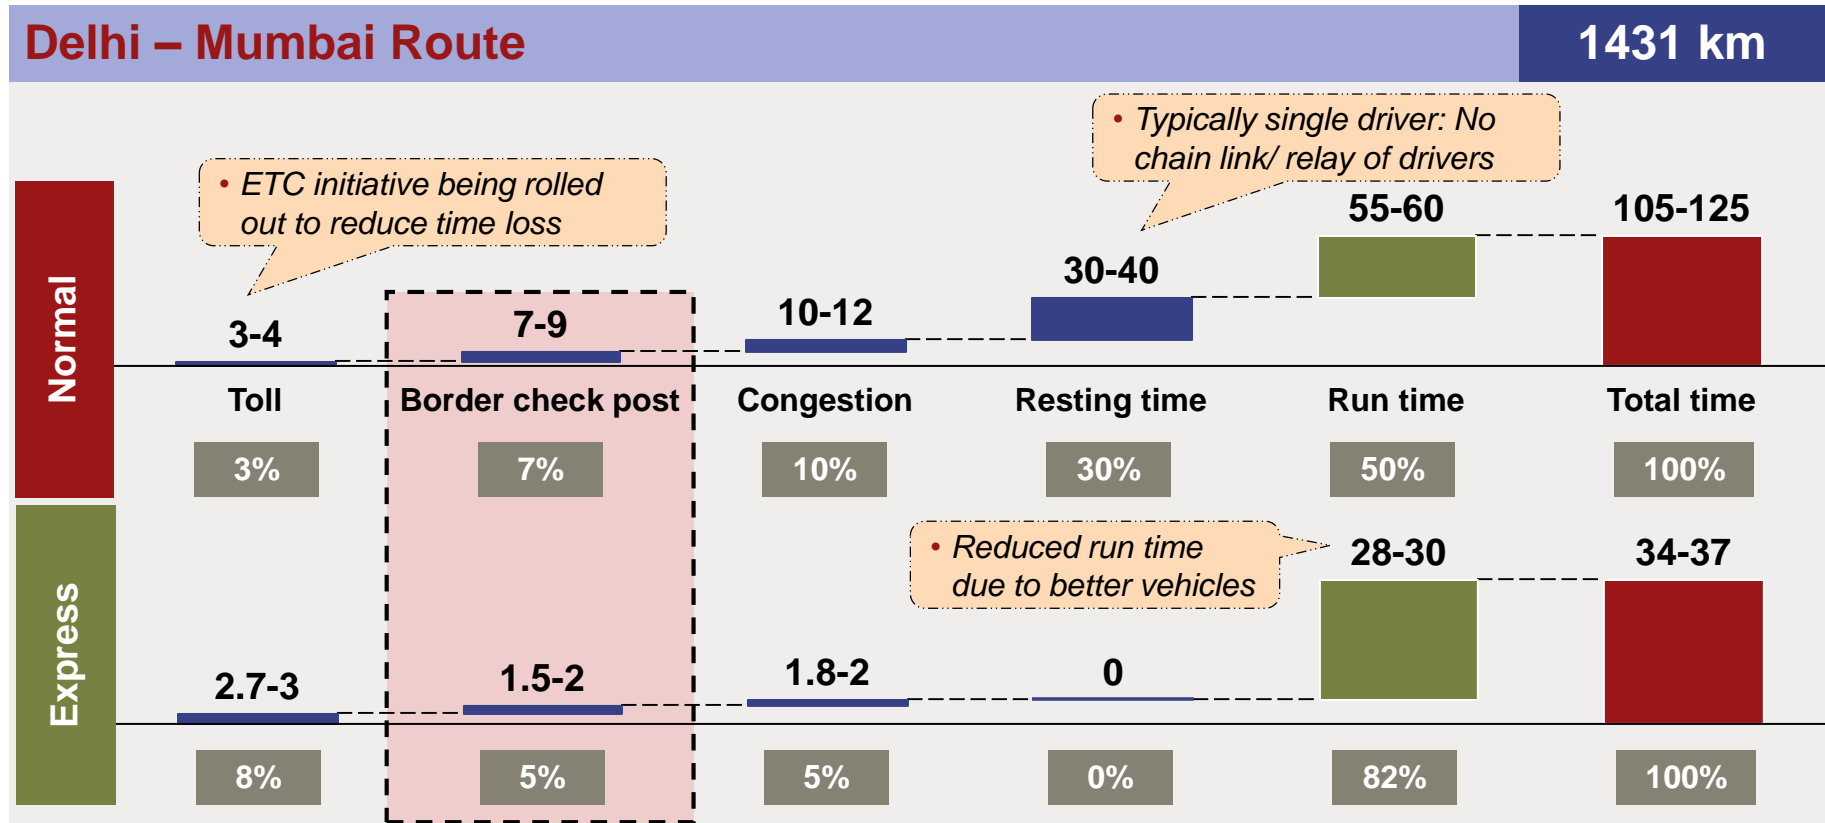 Delhi – Mumbai Route
1431 km
• Typically single driver: No
chain link/ relay of drivers
• ETC initiative being rolled
out to reduce time loss
Normal
3-4
7-9
10-12
30-40
55-60
105-125
Toll
Border check post
Congestion
Resting time
Run time
Total time
3%
7%
10%
30%
50%
100%
Express
• Reduced run time
due to better vehicles
2.7-3
1.5-2
1.8-2
0
28-30
34-37
8%
5%
5%
0%
82%
100%